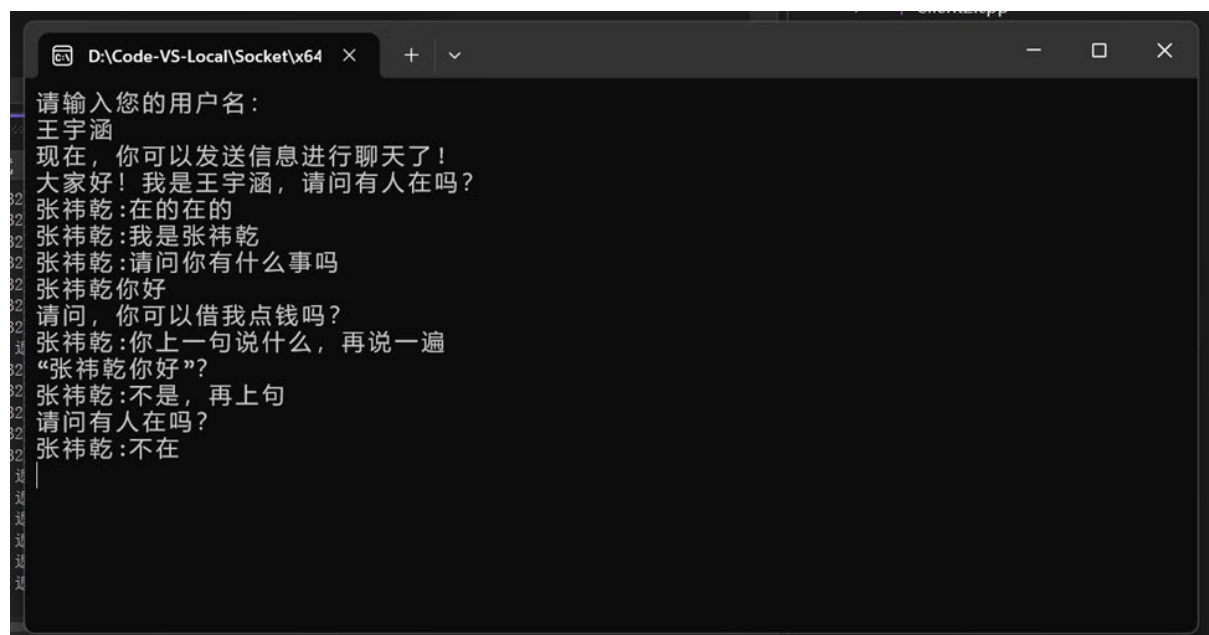 D:\Code-VS-Local\Socket\x64
请输入您的用户名:
王宇涵
现在, 你可以发送信息进行聊天了!
大家好! 我是王宇涵, 请问有人在吗?
张祎乾:在的在的
张祎乾:我是张祎乾
张祎乾:请问你有什么事吗
张祎乾你好
请问, 你可以借我点钱吗?
张祎乾:你上一句说什么, 再说一遍
“张祎乾你好”?
张祎乾:不是, 再上句
请问有人在吗?
张祎乾:不在